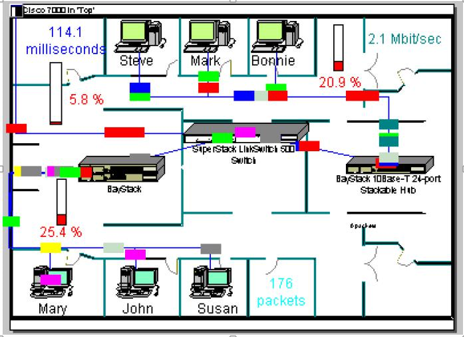 Cisco 7000 in 'Top'
114.1
milliseconds
Steve
Mark
Bonnie
2.1 Mbit/sec
20.9 %
5.8 %
SuperStack LinkSwitch 500
Switch
BayStack
BayStack 10Base-T 24-port
Stackable Hub
25.4 %
176
packets
Mary
John
Susan